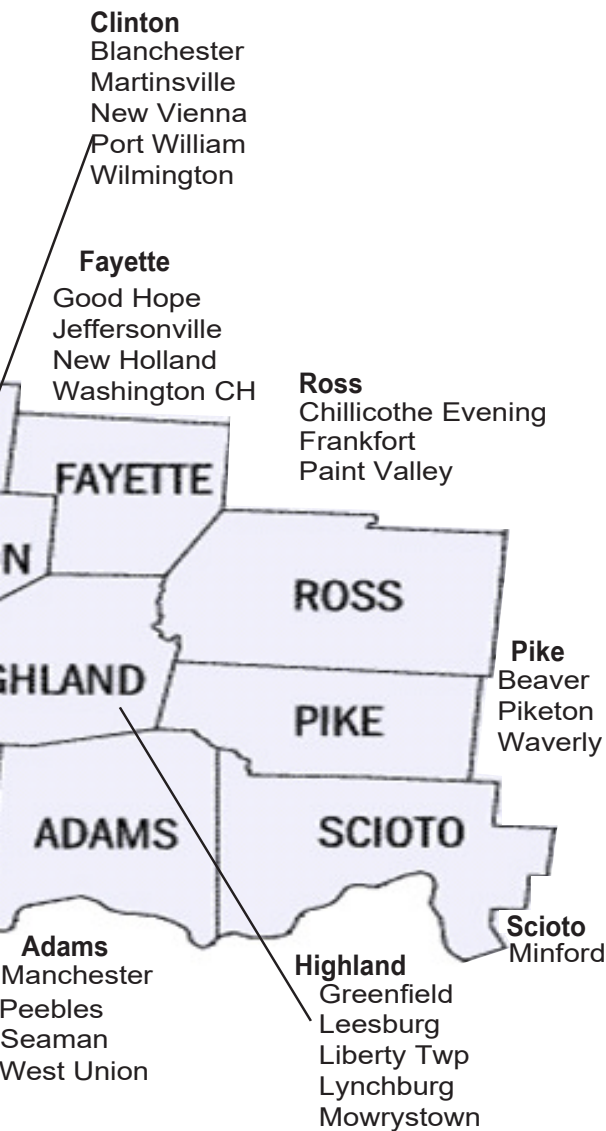 Clinton
Blanchester
Martinsville
New Vienna
Port William
Wilmington
Fayette
Good Hope
Jeffersonville
New Holland
Washington CH
Ross
Chillicothe Evening
Frankfort
Paint Valley
FAYETTE
N
ROSS
GHLAND
Pike
Beaver
Piketon
Waverly
PIKE
ADAMS
SCIOTO
Scioto
Minford
Adams
Manchester
Peebles
Seaman
West Union
Highland
Greenfield
Leesburg
Liberty Twp
Lynchburg
Mowrystown